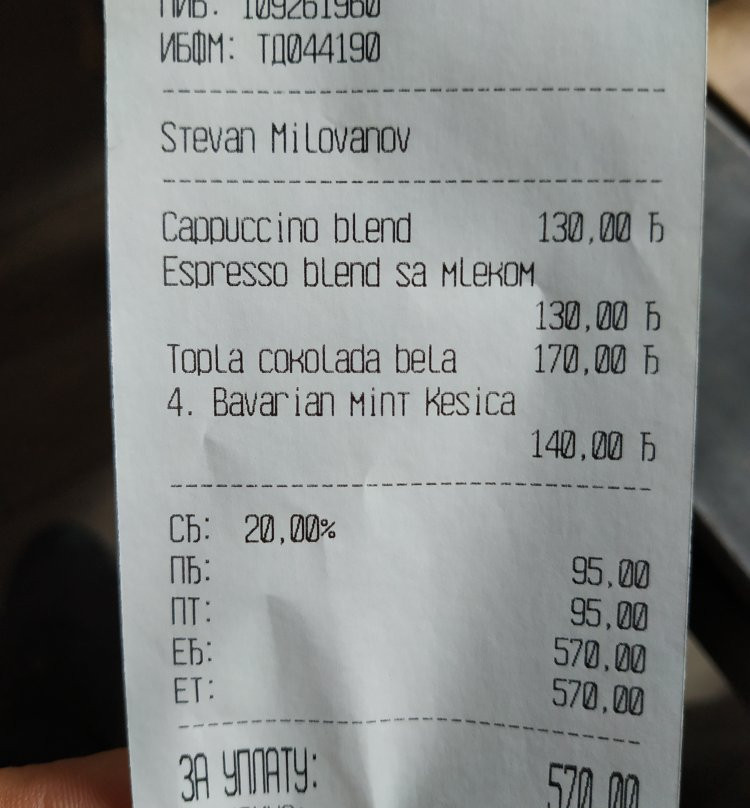 ПИБ: 109261960
ИБФМ: ТД044190
Stevan Milovanov
Cappuccino blend 130,00 Ђ
Espresso blend sa mlekom
130,00 Ђ
Topla cokolada bela 170,00 Ђ
4. Bavarian mint kesica
140,00 Ђ
СЂ: 20,00%
ПЂ: 95,00
ПТ: 95,00
ЕЂ: 570,00
ЕТ: 570,00
ЗА УПЛАТУ: 570,00